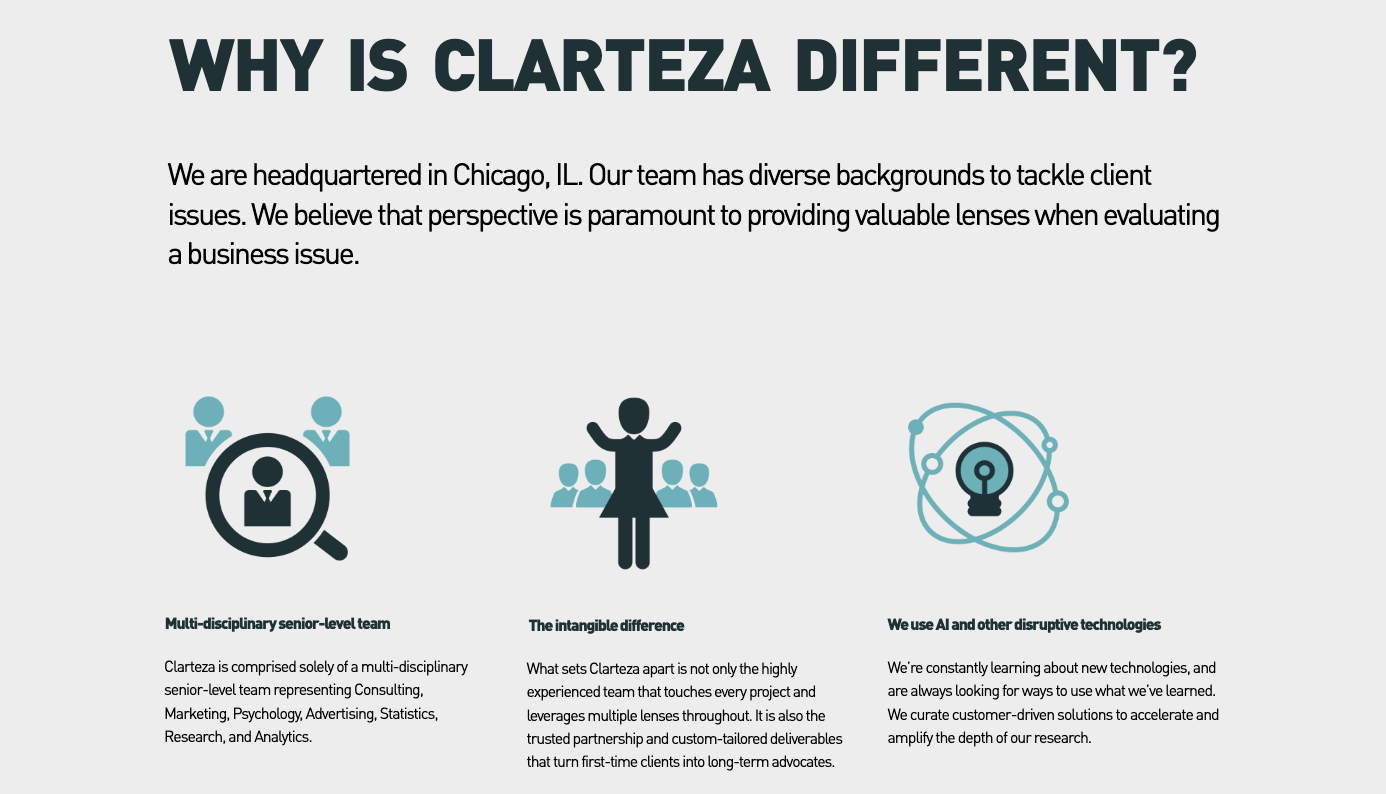 WHY IS CLARTEZA DIFFERENT?
We are headquartered in Chicago, IL. Our team has diverse backgrounds to tackle client
issues. We believe that perspective is paramount to providing valuable lenses when evaluating
a business issue.
Multi-disciplinary senior-level team
Clarteza is comprised solely of a multi-disciplinary
senior-level team representing Consulting,
Marketing, Psychology, Advertising, Statistics,
Research, and Analytics.
The intangible difference
What sets Clarteza apart is not only the highly
experienced team that touches every project and
leverages multiple lenses throughout. It is also the
trusted partnership and custom-tailored deliverables
that turn first-time clients into long-term advocates.
We use AI and other disruptive technologies
We're constantly learning about new technologies, and
are always looking for ways to use what we've learned.
We curate customer-driven solutions to accelerate and
amplify the depth of our research.